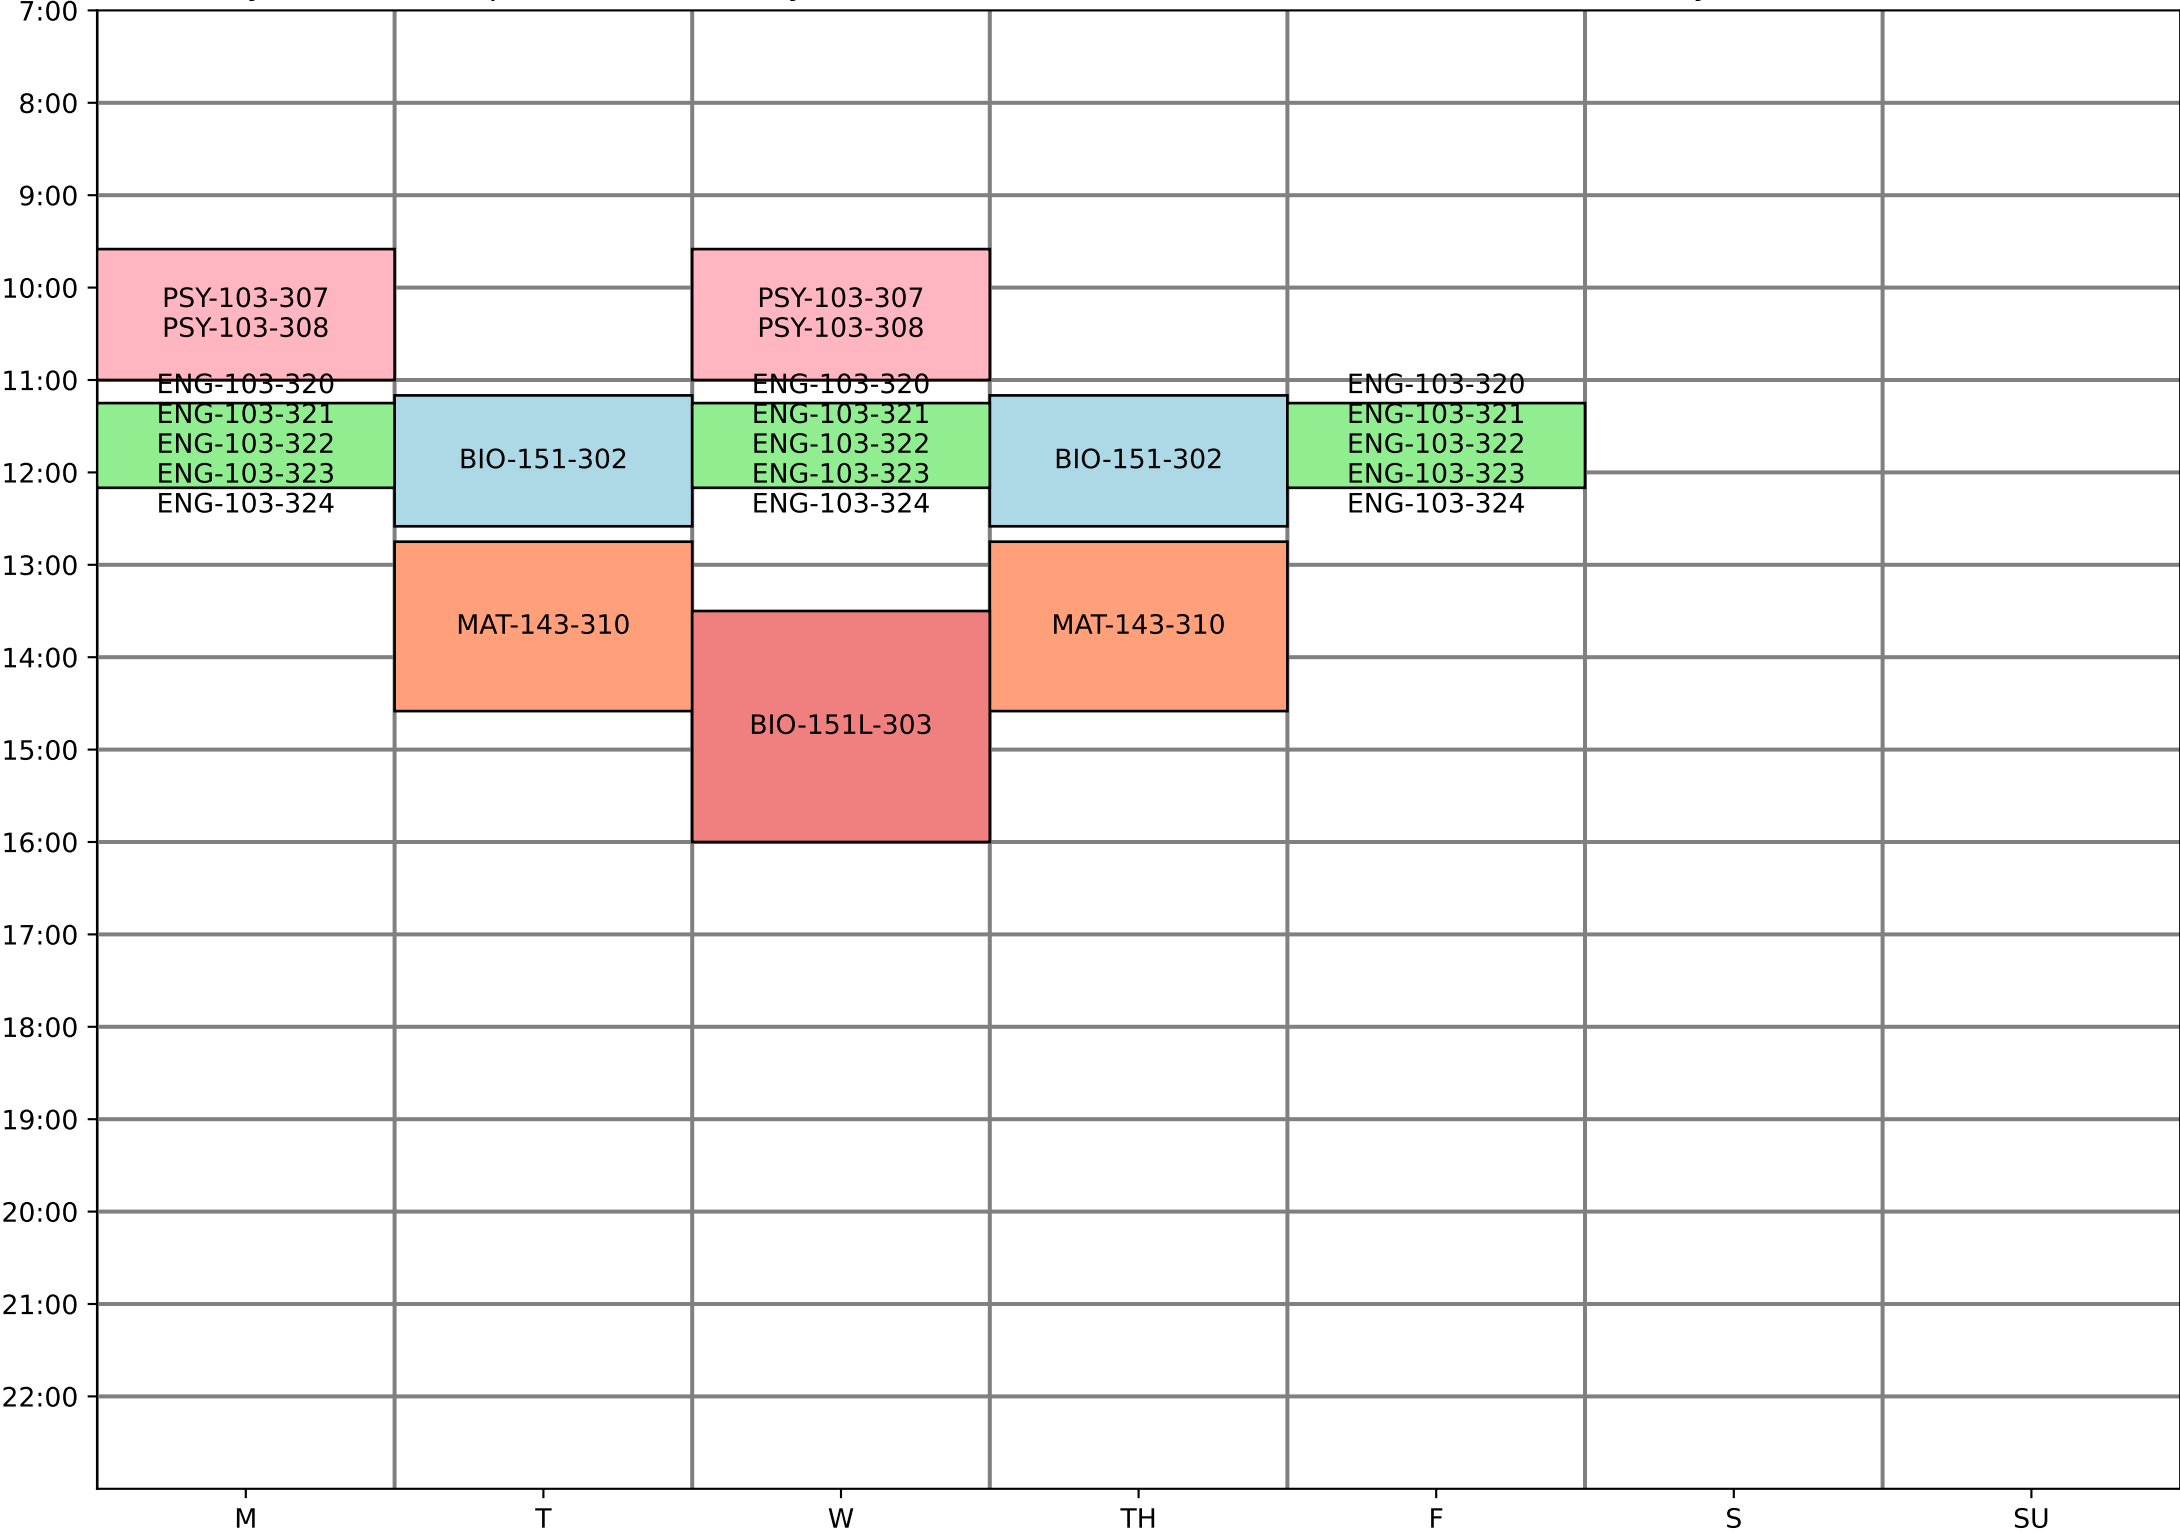 7:00
8:00
9:00
10:00
11:00
12:00
13:00
14:00
15:00
16:00
17:00
18:00
19:00
20:00
21:00
22:00
PSY-103-307
PSY-103-308
ENG-103-320
ENG-103-321
ENG-103-322
ENG-103-323
ENG-103-324
BIO-151-302
MAT-143-310
PSY-103-307
PSY-103-308
ENG-103-320
ENG-103-321
ENG-103-322
ENG-103-323
ENG-103-324
BIO-151L-303
BIO-151-302
MAT-143-310
ENG-103-320
ENG-103-321
ENG-103-322
ENG-103-323
ENG-103-324
M
T
W
TH
F
S
SU